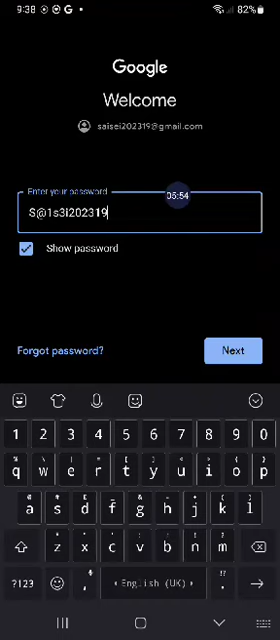 9:38 G 82%
Google
Welcome
saisei202319@gmail.com
Enter your password
05:54
S@1s3i202319
Show password
Forgot password?
Next
1 2 3 4 5 6 7 8 9 0
q w e r t y u i o p
a s d f g h j k l
z x c v b n m
?123 , English (UK) .